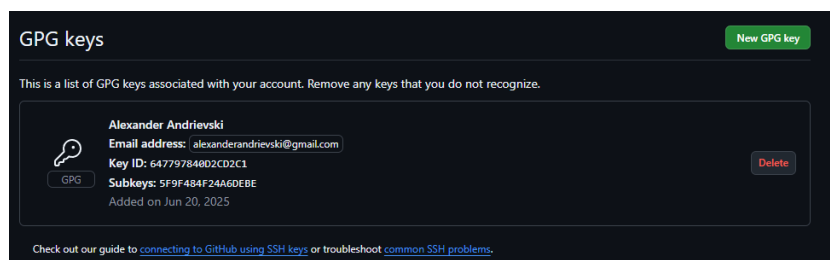 GPG keys
New GPG key
This is a list of GPG keys associated with your account. Remove any keys that you do not recognize.
Alexander Andrievski
Email address: alexanderandrievski@gmail.com
Key ID: 647797840D2CD2C1
GPG
Subkeys: 5F9F484F24A6DEBE
Added on Jun 20, 2025
Delete
Check out our guide to connecting to GitHub using SSH keys or troubleshoot common SSH problems.